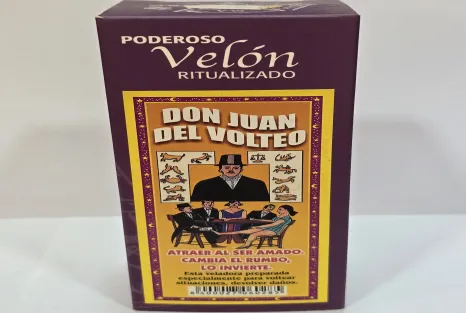 PODEROSO
Velón
RITUALIZADO
DON JUAN
DEL VOLTEO
ATRAER AL SER AMADO,
CAMBIA EL RUMBO,
LO INVIERTE.
Esta veladora preparada
especialmente para voltear
situaciones, desolver daños.